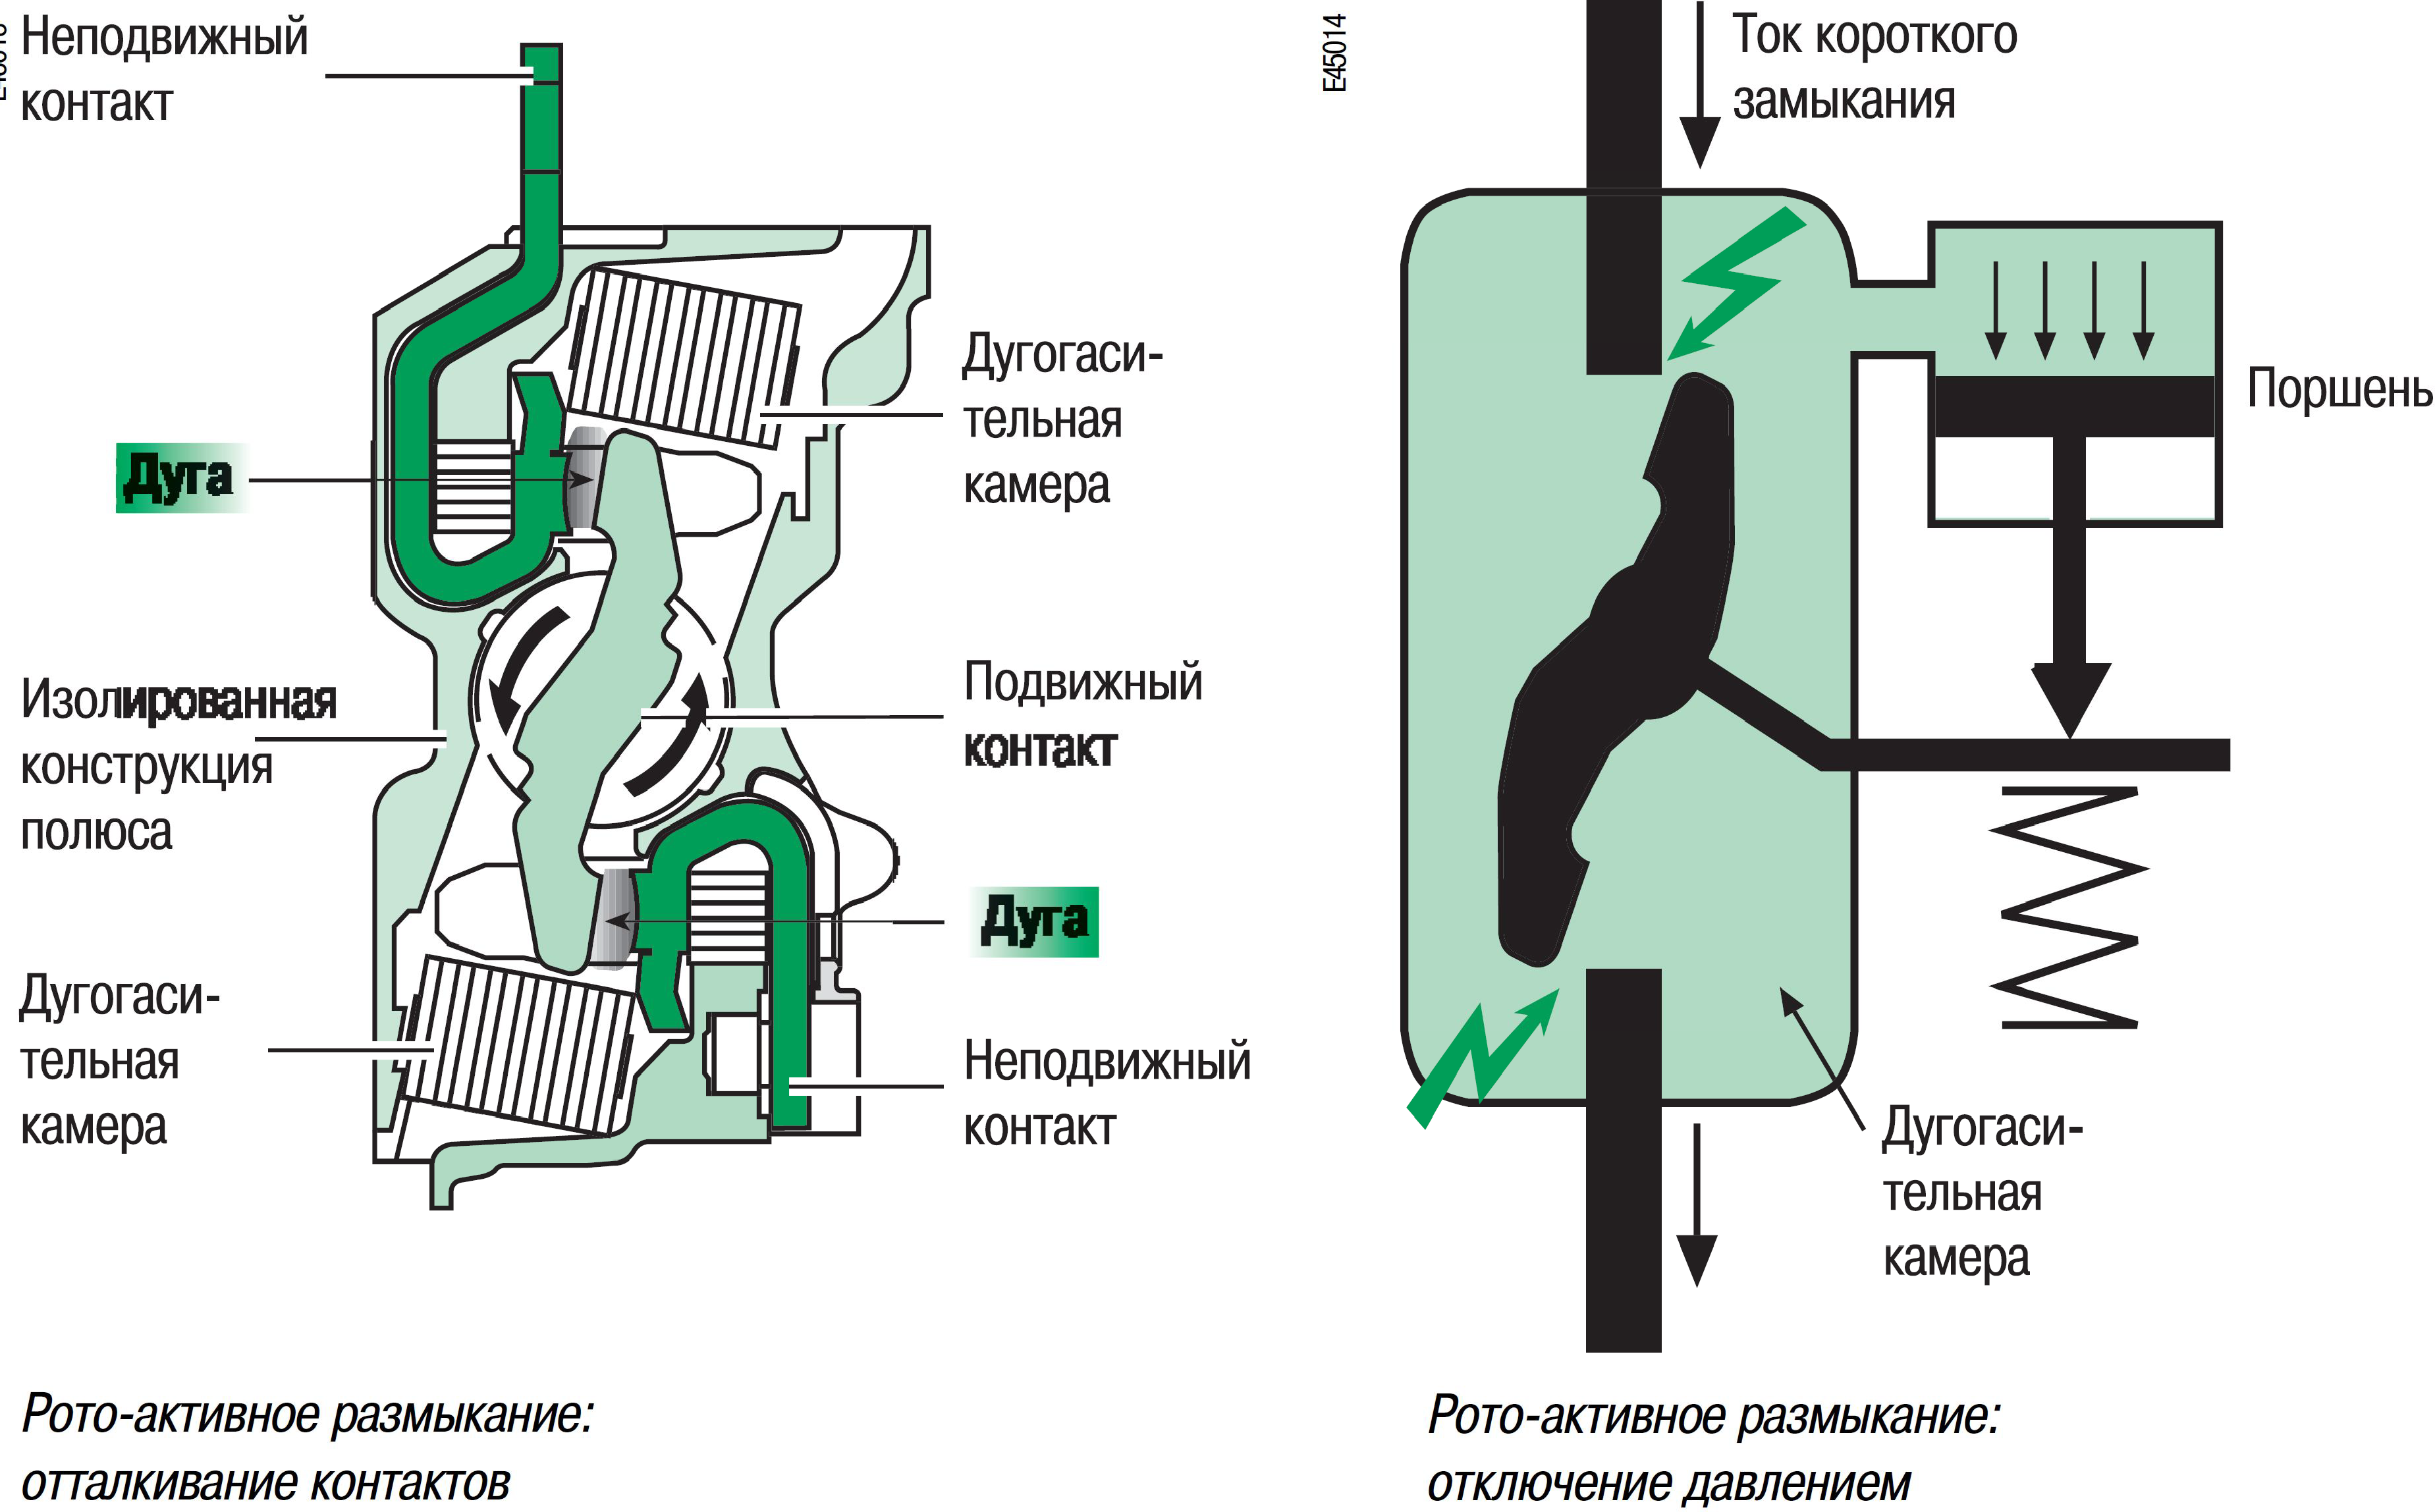 Неподвижный
контакт
Дуга
Изолированная
конструкция
полюса
Дугогаси-
тельная
камера
Дугогаси-
тельная
камера
Подвижный
контакт
Дуга
Неподвижный
контакт
Рото-активное размыкание:
отталкивание контактов
E45014
Ток короткого
замыкания
Поршень
Дугогаси-
тельная
камера
Рото-активное размыкание:
отключение давлением